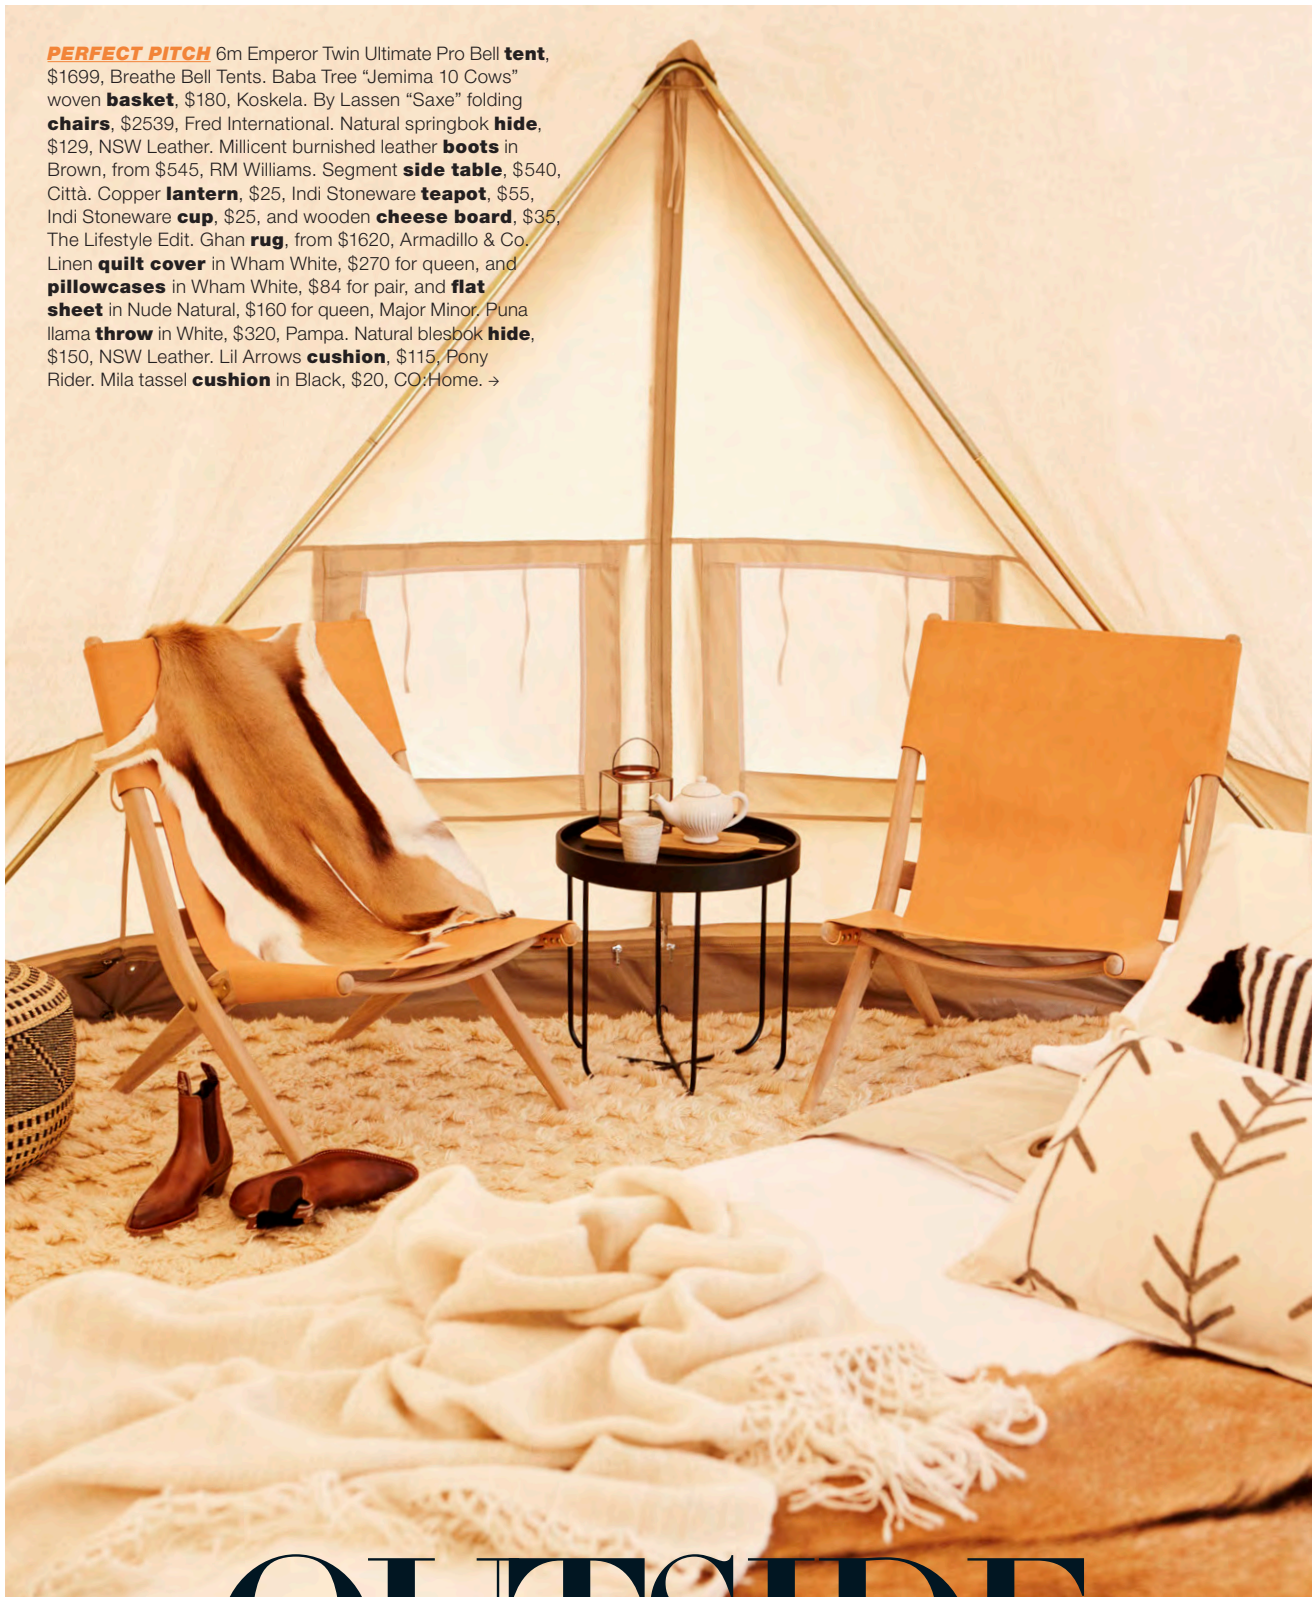 PERFECT PITCH 6m Emperor Twin Ultimate Pro Bell tent,
$1699, Breathe Bell Tents. Baba Tree “Jemima 10 Cows”
woven basket, $180, Koskela. By Lassen “Saxe” folding
chairs, $2539, Fred International. Natural springbok hide,
$129, NSW Leather. Millicent burnished leather boots in
Brown, from $545, RM Williams. Segment side table, $540,
Città. Copper lantern, $25, Indi Stoneware teapot, $55,
Indi Stoneware cup, $25, and wooden cheese board, $35,
The Lifestyle Edit. Ghan rug, from $1620, Armadillo & Co.
Linen quilt cover in Wham White, $270 for queen, and
pillowcases in Wham White, $84 for pair, and flat
sheet in Nude Natural, $160 for queen, Major Minor. Puna
llama throw in White, $320, Pampa. Natural blesbok hide,
$150, NSW Leather. Lil Arrows cushion, $115, Pony
Rider. Mila tassel cushion in Black, $20, CO:Home. →
OUTSIDE